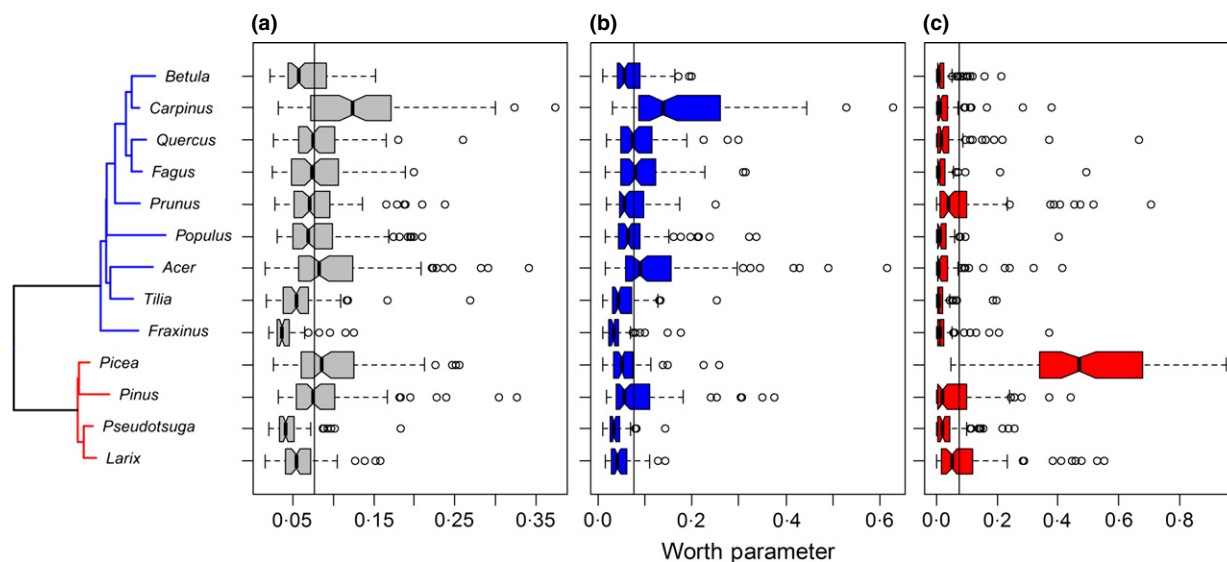 (a) (b) (c)
Betula
Carpinus
Quercus
Fagus
Prunus
Populus
Acer
Tilia
Fraxinus
Picea
Pinus
Pseudotsuga
Larix
0·05 0·15 0·25 0·35 0·0 0·2 0·4 0·6 0·0 0·2 0·4 0·6 0·8
Worth parameter